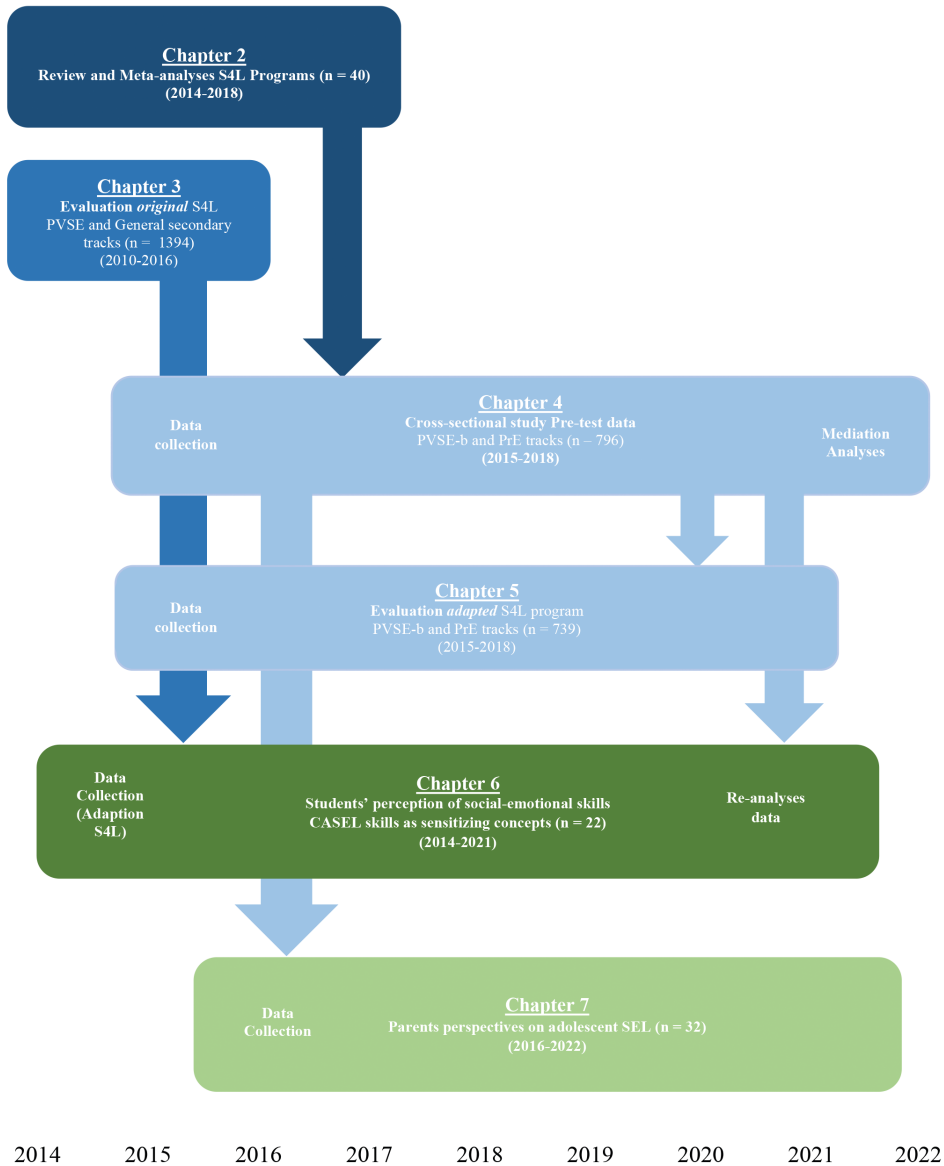 Chapter 2
Review and Meta-analyses S4L Programs (n = 40)
(2014-2018)
Chapter 3
Evaluation original S4L
PVSE and General secondary
tracks (n = 1394)
(2010-2016)
Data
collection
Chapter 4
Cross-sectional study Pre-test data
PVSE-b and PrE tracks (n – 796)
(2015-2018)
Mediation
Analyses
Data
collection
Chapter 5
Evaluation adapted S4L program
PVSE-b and PrE tracks (n = 739)
(2015-2018)
Data
Collection
(Adaption
S4L)
Chapter 6
Students’ perception of social-emotional skills
CASEL skills as sensitizing concepts (n = 22)
(2014-2021)
Re-analyses
data
Data
Collection
Chapter 7
Parents perspectives on adolescent SEL (n = 32)
(2016-2022)
2014 2015 2016 2017 2018 2019 2020 2021 2022